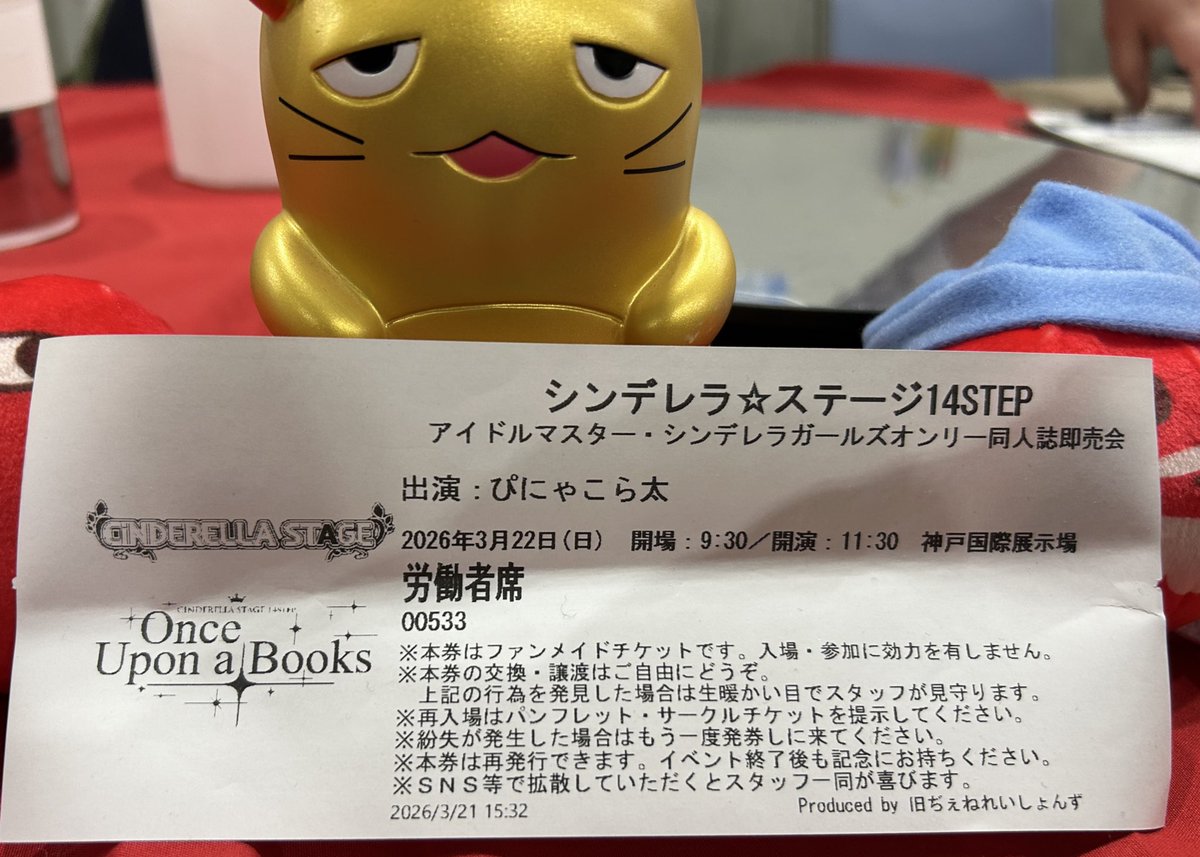 シンデレラ☆ステージ14STEP
アイドルマスター・シンデレラガールズオンリー同人誌即売会
出演：ぴにゃこら太
CINDERELLA STAGE
2026年3月22日(日)　開場：9:30／開演：11:30　神戸国際展示場
労働者席
00533
CINDERELLA STAGE 14STEP
Once
Upon a Books
※本券はファンメイドチケットです。入場・参加に効力を有しません。
※本券の交換・譲渡はご自由にどうぞ。
上記の行為を発見した場合は生暖かい目でスタッフが見守ります。
※再入場はパンフレット・サークルチケットを提示してください。
※紛失が発生した場合はもう一度発券しに来てください。
※本券は再発行できます。イベント終了後も記念にお持ちください。
※ＳＮＳ等で拡散していただくとスタッフ一同が喜びます。
2026/3/21 15:32
Produced by 旧ぢぇねれいしょんず